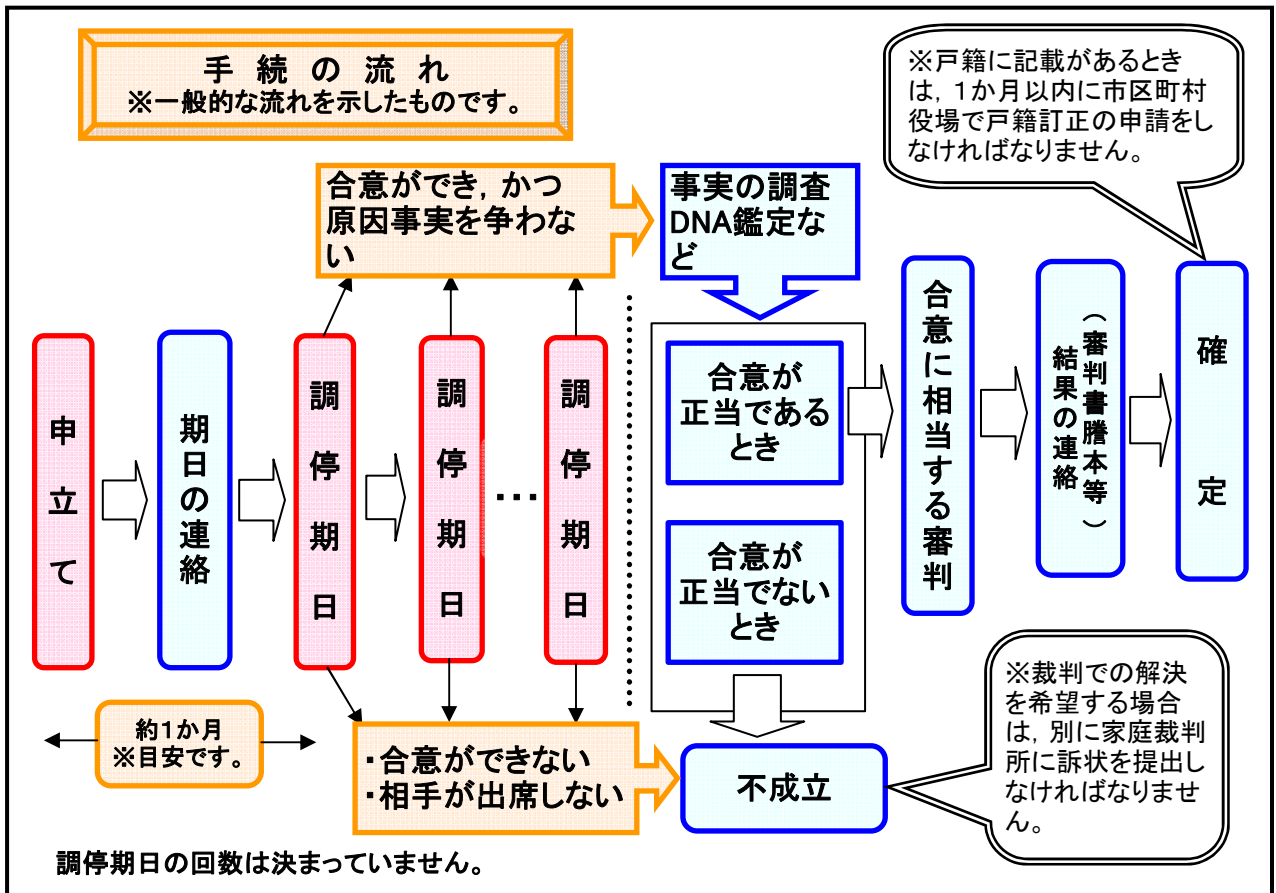 手続の流れ
※一般的な流れを示したものです。
※戸籍に記載があるとき
は，1か月以内に市区町村
役場で戸籍訂正の申請をし
なければなりません。
合意ができ，かつ
原因事実を争わな
い
事実の調査
DNA鑑定な
ど
申立て
期日の連絡
調停期日
調停期日
…
調停期日
合意が
正当である
とき
合意が
正当でない
とき
合意に相当する審判
結果の連絡
（審判書謄本等）
確定
約1か月
※目安です。
・合意ができない
・相手が出席しない
不成立
※裁判での解決
を希望する場合
は，別に家庭裁判
所に訴状を提出し
なければなりませ
ん。
調停期日の回数は決まっていません。